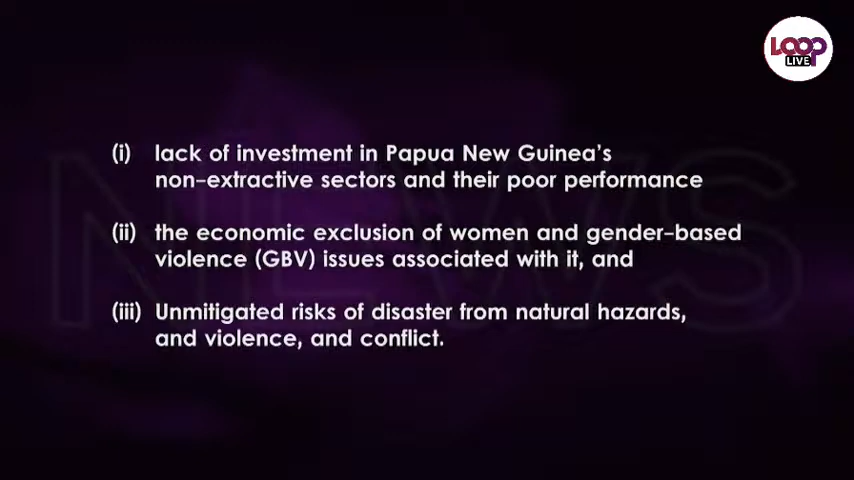 LOOP
LIVE
NEWS
(i) lack of investment in Papua New Guinea's
non-extractive sectors and their poor performance
(ii) the economic exclusion of women and gender-based
violence (GBV) issues associated with it, and
(iii) Unmitigated risks of disaster from natural hazards,
and violence, and conflict.